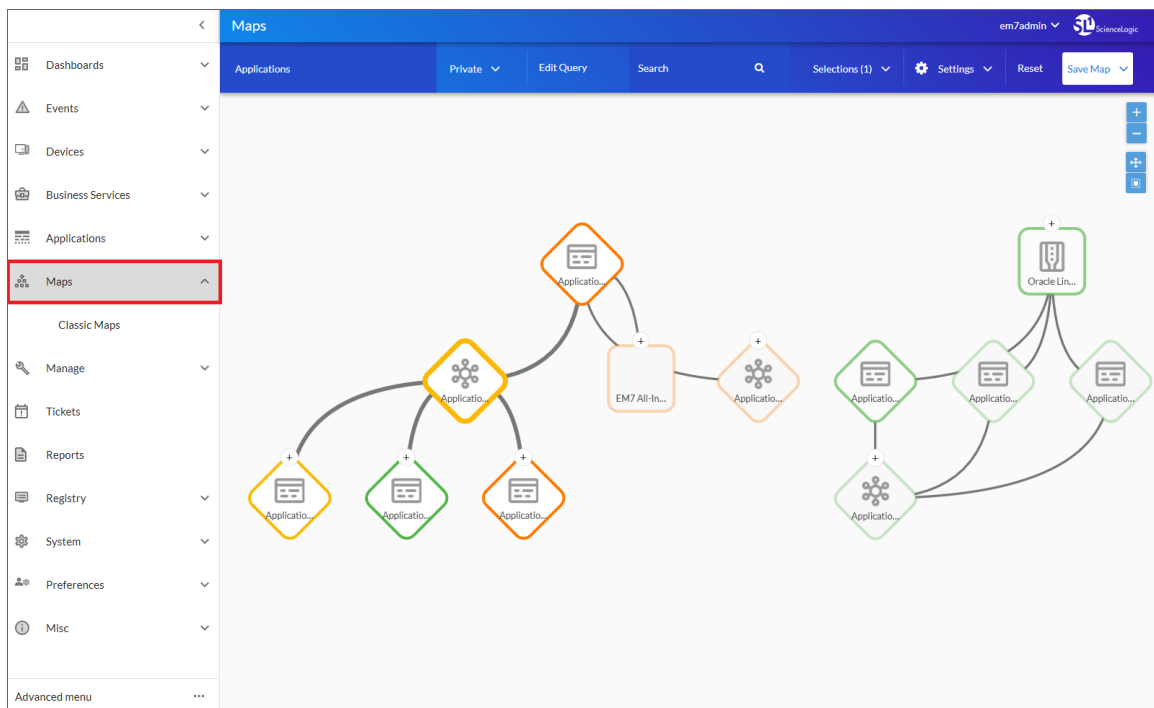 Maps
em7admin
SL1 ScienceLogic
Applications
Private
Edit Query
Search
Selections (1)
Settings
Reset
Save Map
Dashboards
Events
Devices
Business Services
Applications
Maps
Classic Maps
Manage
Tickets
Reports
Registry
System
Preferences
Misc
Advanced menu
+
−
Applicatio...
+
Oracle Lin...
+
+
Applicatio...
EM7 All-In...
Applicatio...
Applicatio...
Applicatio...
Applicatio...
+
+
+
+
Applicatio...
Applicatio...
Applicatio...
Applicatio...